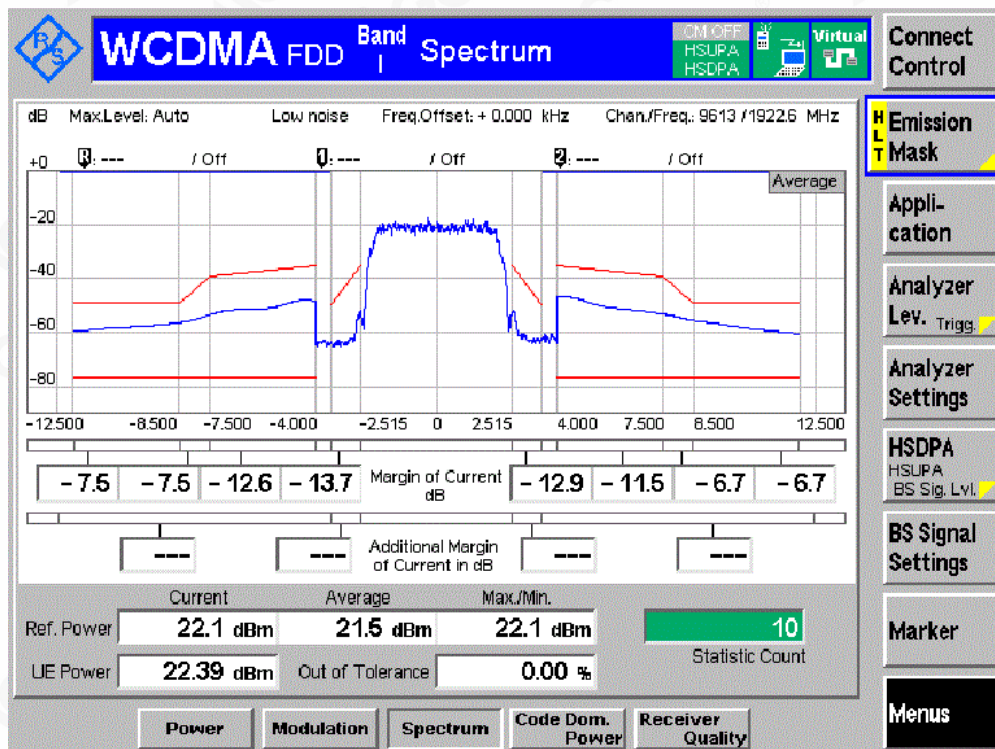 R&S
WCDMA FDD Band I Spectrum
CM OFF
HSUPA
HSDPA
Virtual
Connect
Control
dB Max.Level: Auto Low noise Freq.Offset: + 0.000 kHz Chan./Freq.: 9613 / 1922.6 MHz
HLT
Emission
Mask
+0 R: --- / Off 1: --- / Off 2: --- / Off
Average
-20
-40
-60
-80
-12.500 -8.500 -7.500 -4.000 -2.515 0 2.515 4.000 7.500 8.500 12.500
Appli-
cation
Analyzer
Lev. Trigg.
Analyzer
Settings
- 7.5 - 7.5 - 12.6 - 13.7 Margin of Current dB - 12.9 - 11.5 - 6.7 - 6.7
HSDPA
HSUPA
BS Sig. Lvl.
--- --- Additional Margin of Current in dB --- ---
BS Signal
Settings
Current Average Max./Min.
Ref. Power 22.1 dBm 21.5 dBm 22.1 dBm 10
Statistic Count
UE Power 22.39 dBm Out of Tolerance 0.00 %
Marker
Menus
Power Modulation Spectrum Code Dom. Power Receiver Quality